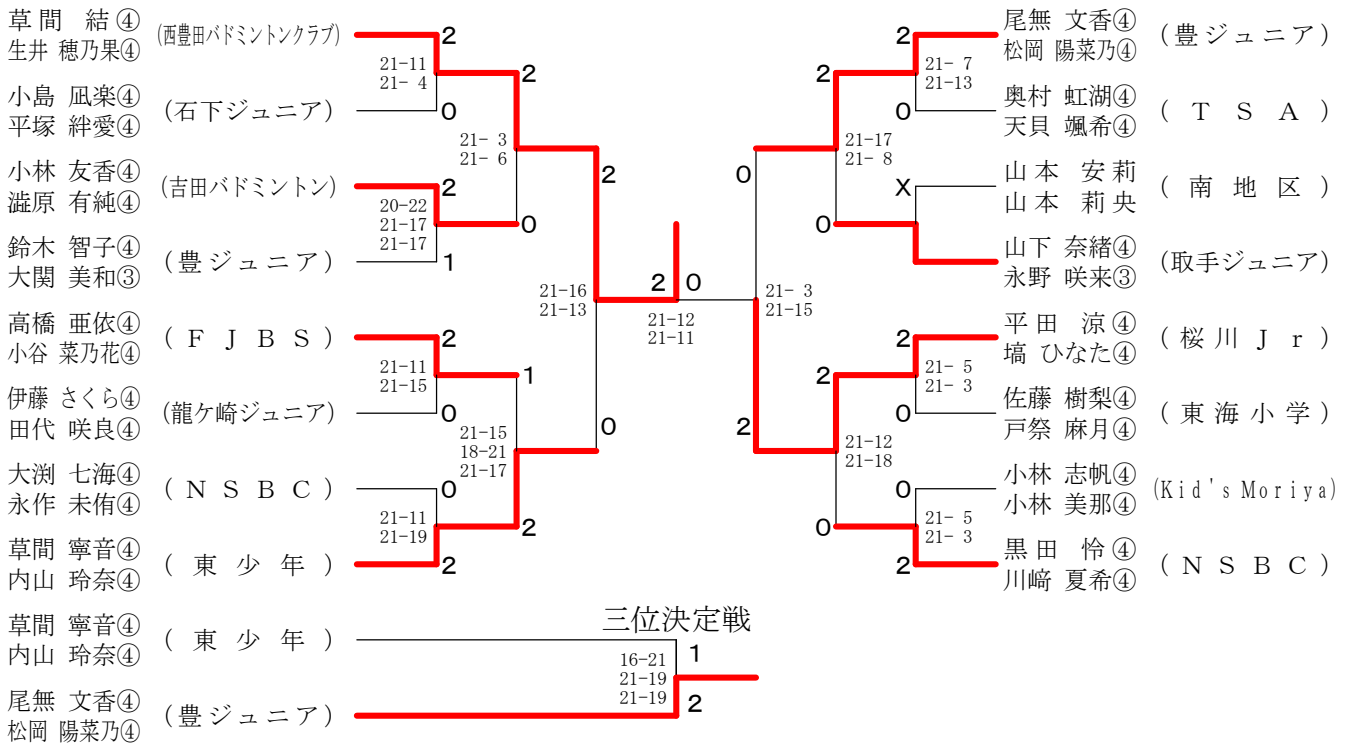 草間 結④
生井 穂乃果④
(西豊田バドミントンクラブ)
2
21-11
21- 4
小島 凪楽④
平塚 絆愛④
(石下ジュニア)
0
2
21- 3
21- 6
小林 友香④
澁原 有純④
(吉田バドミントン)
2
20-22
21-17
21-17
鈴木 智子④
大関 美和③
(豊ジュニア)
1
0
2
21-16
21-13
高橋 亜依④
小谷 菜乃花④
(FJBS)
2
21-11
21-15
伊藤 さくら④
田代 咲良④
(龍ケ崎ジュニア)
0
1
21-15
18-21
21-17
大渕 七海④
永作 未侑④
(NSBC)
0
21-11
21-19
草間 寧音④
内山 玲奈④
(東少年)
2
2
0
2 0
21-12
21-11
尾無 文香④
松岡 陽菜乃④
(豊ジュニア)
2
21- 7
21-13
奥村 虹湖④
天貝 颯希④
(TSA)
0
2
21-17
21- 8
山本 安莉
山本 莉央
(南地区)
X
山下 奈緒④
永野 咲来③
(取手ジュニア)
0
0
21- 3
21-15
平田 涼④
塙 ひなた④
(桜川Jr)
2
21- 5
21- 3
佐藤 樹梨④
戸祭 麻月④
(東海小学)
0
2
21-12
21-18
小林 志帆④
小林 美那④
(Kid's Moriya)
0
21- 5
21- 3
黒田 怜④
川﨑 夏希④
(NSBC)
2
0
2
三位決定戦
草間 寧音④
内山 玲奈④
(東少年)
1
16-21
21-19
21-19
尾無 文香④
松岡 陽菜乃④
(豊ジュニア)
2